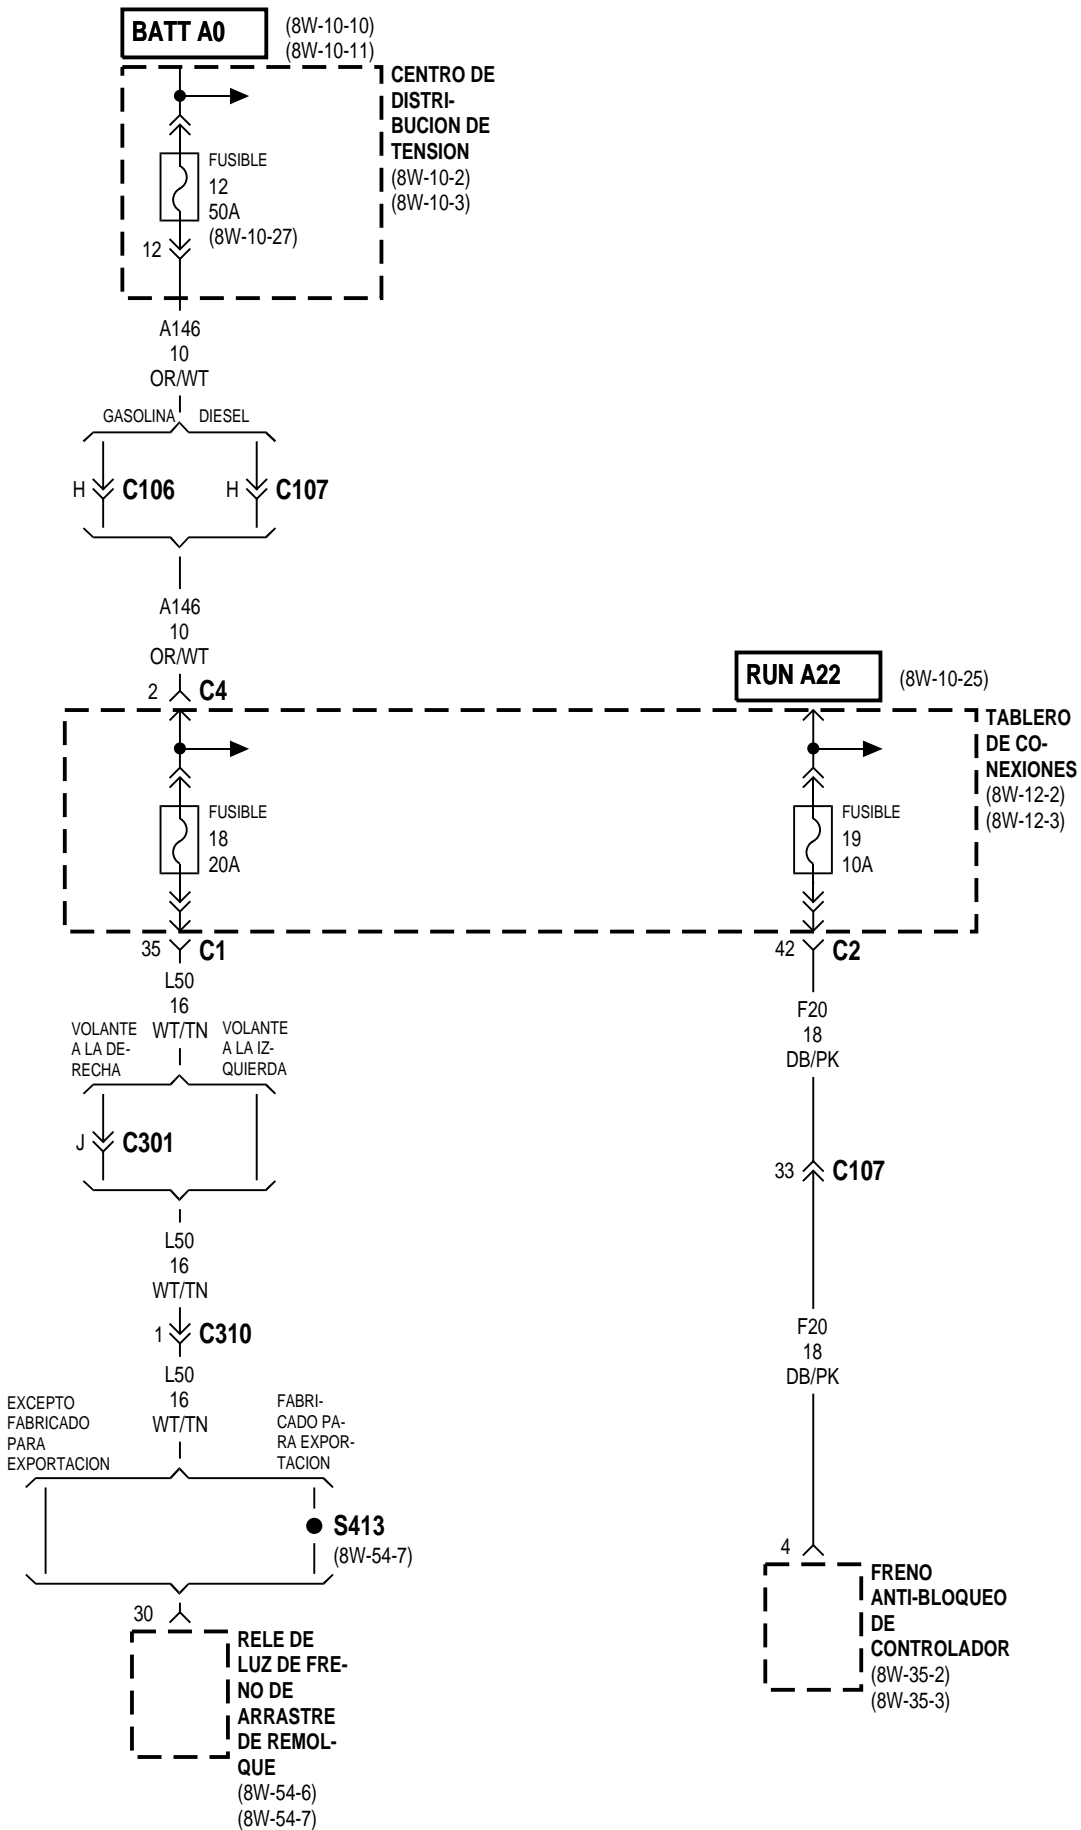 BATT A0
(8W-10-10)
(8W-10-11)
CENTRO DE
DISTRI-
BUCION DE
TENSION
(8W-10-2)
(8W-10-3)
FUSIBLE
12
50A
(8W-10-27)
12
A146
10
OR/WT
GASOLINA
DIESEL
H
C106
H
C107
A146
10
OR/WT
2
C4
RUN A22
(8W-10-25)
TABLERO
DE CO-
NEXIONES
(8W-12-2)
(8W-12-3)
FUSIBLE
18
20A
FUSIBLE
19
10A
35
C1
42
C2
L50
16
WT/TN
VOLANTE
A LA DE-
RECHA
VOLANTE
A LA IZ-
QUIERDA
F20
18
DB/PK
J
C301
33
C107
L50
16
WT/TN
1
C310
F20
18
DB/PK
L50
16
WT/TN
EXCEPTO
FABRICADO
PARA
EXPORTACION
FABRI-
CADO PA-
RA EXPOR-
TACION
S413
(8W-54-7)
4
FRENO
ANTI-BLOQUEO
DE
CONTROLADOR
(8W-35-2)
(8W-35-3)
30
RELE DE
LUZ DE FRE-
NO DE
ARRASTRE
DE REMOL-
QUE
(8W-54-6)
(8W-54-7)